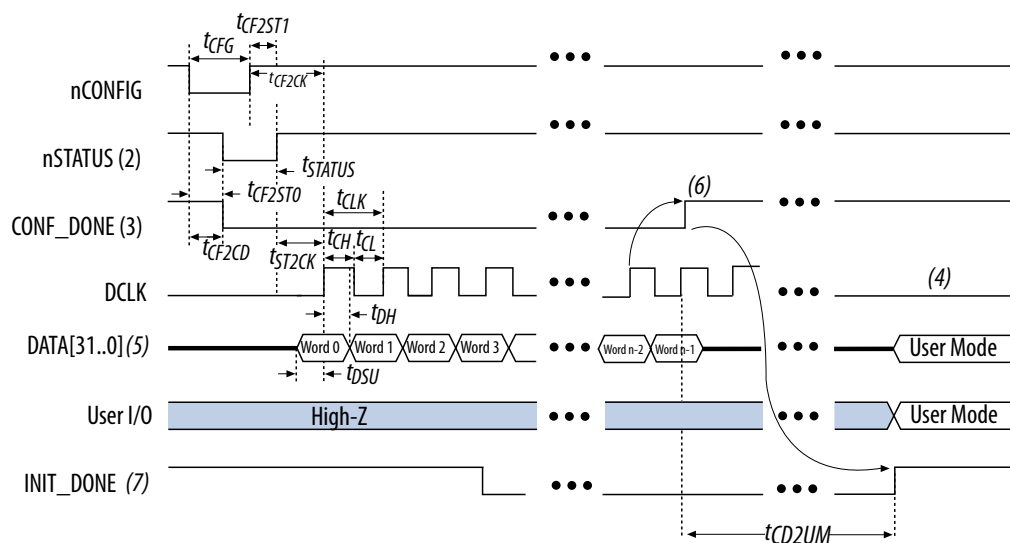 tCF2ST1
tCFG
tCF2CK
nCONFIG
nSTATUS (2)
tSTATUS
tCF2ST0
tCLK
(6)
CONF_DONE (3)
tCF2CD
tST2CK
tCH
tCL
(4)
DCLK
tDH
DATA[31..0](5)
Word 0
Word 1
Word 2
Word 3
Word n-2
Word n-1
User Mode
tDSU
User I/O
High-Z
User Mode
INIT_DONE (7)
tCD2UM